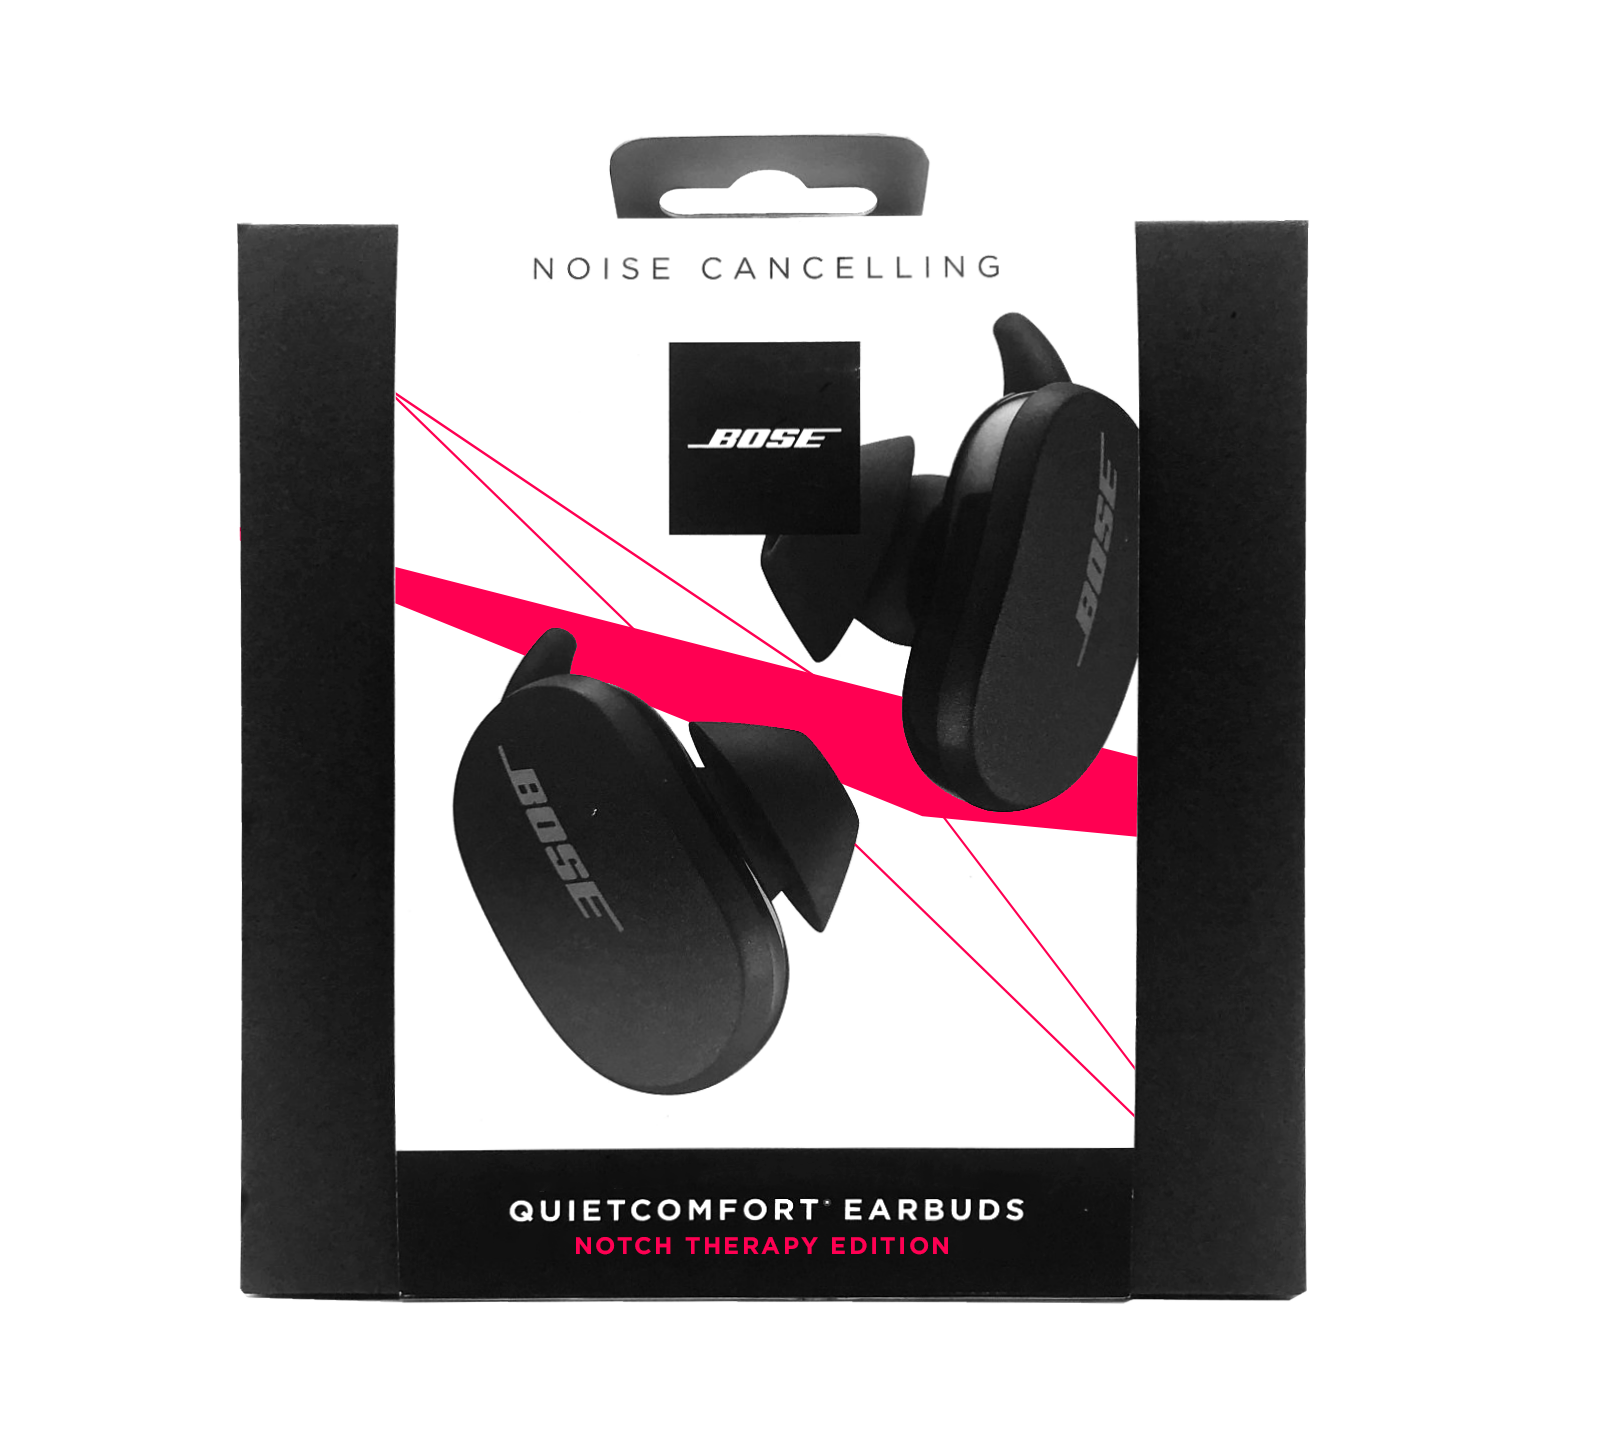 NOISE CANCELLING
BOSE
BOSE
BOSE
QUIETCOMFORT® EARBUDS
NOTCH THERAPY EDITION